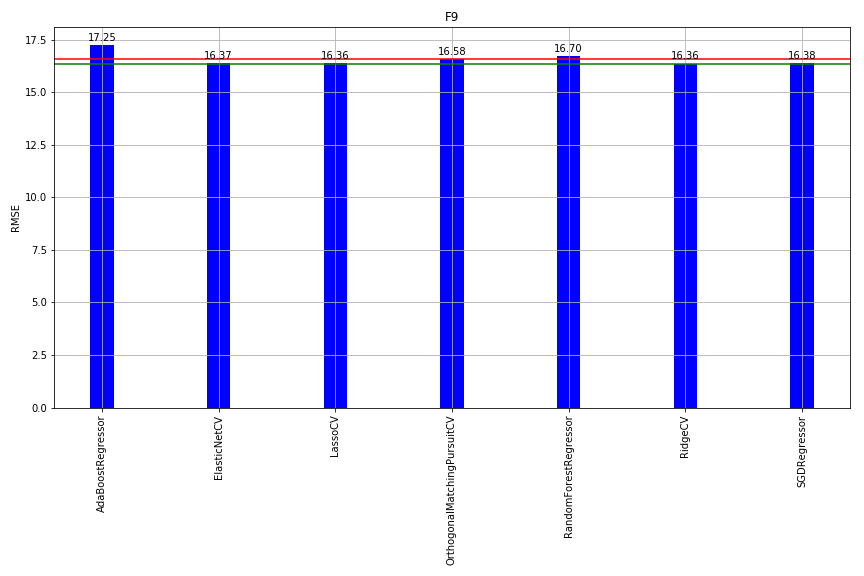 F9
17.25
16.37
16.36
16.58
16.70
16.36
16.38
17.5
15.0
12.5
10.0
7.5
5.0
2.5
0.0
RMSE
AdaBoostRegressor
ElasticNetCV
LassoCV
OrthogonalMatchingPursuitCV
RandomForestRegressor
RidgeCV
SGDRegressor